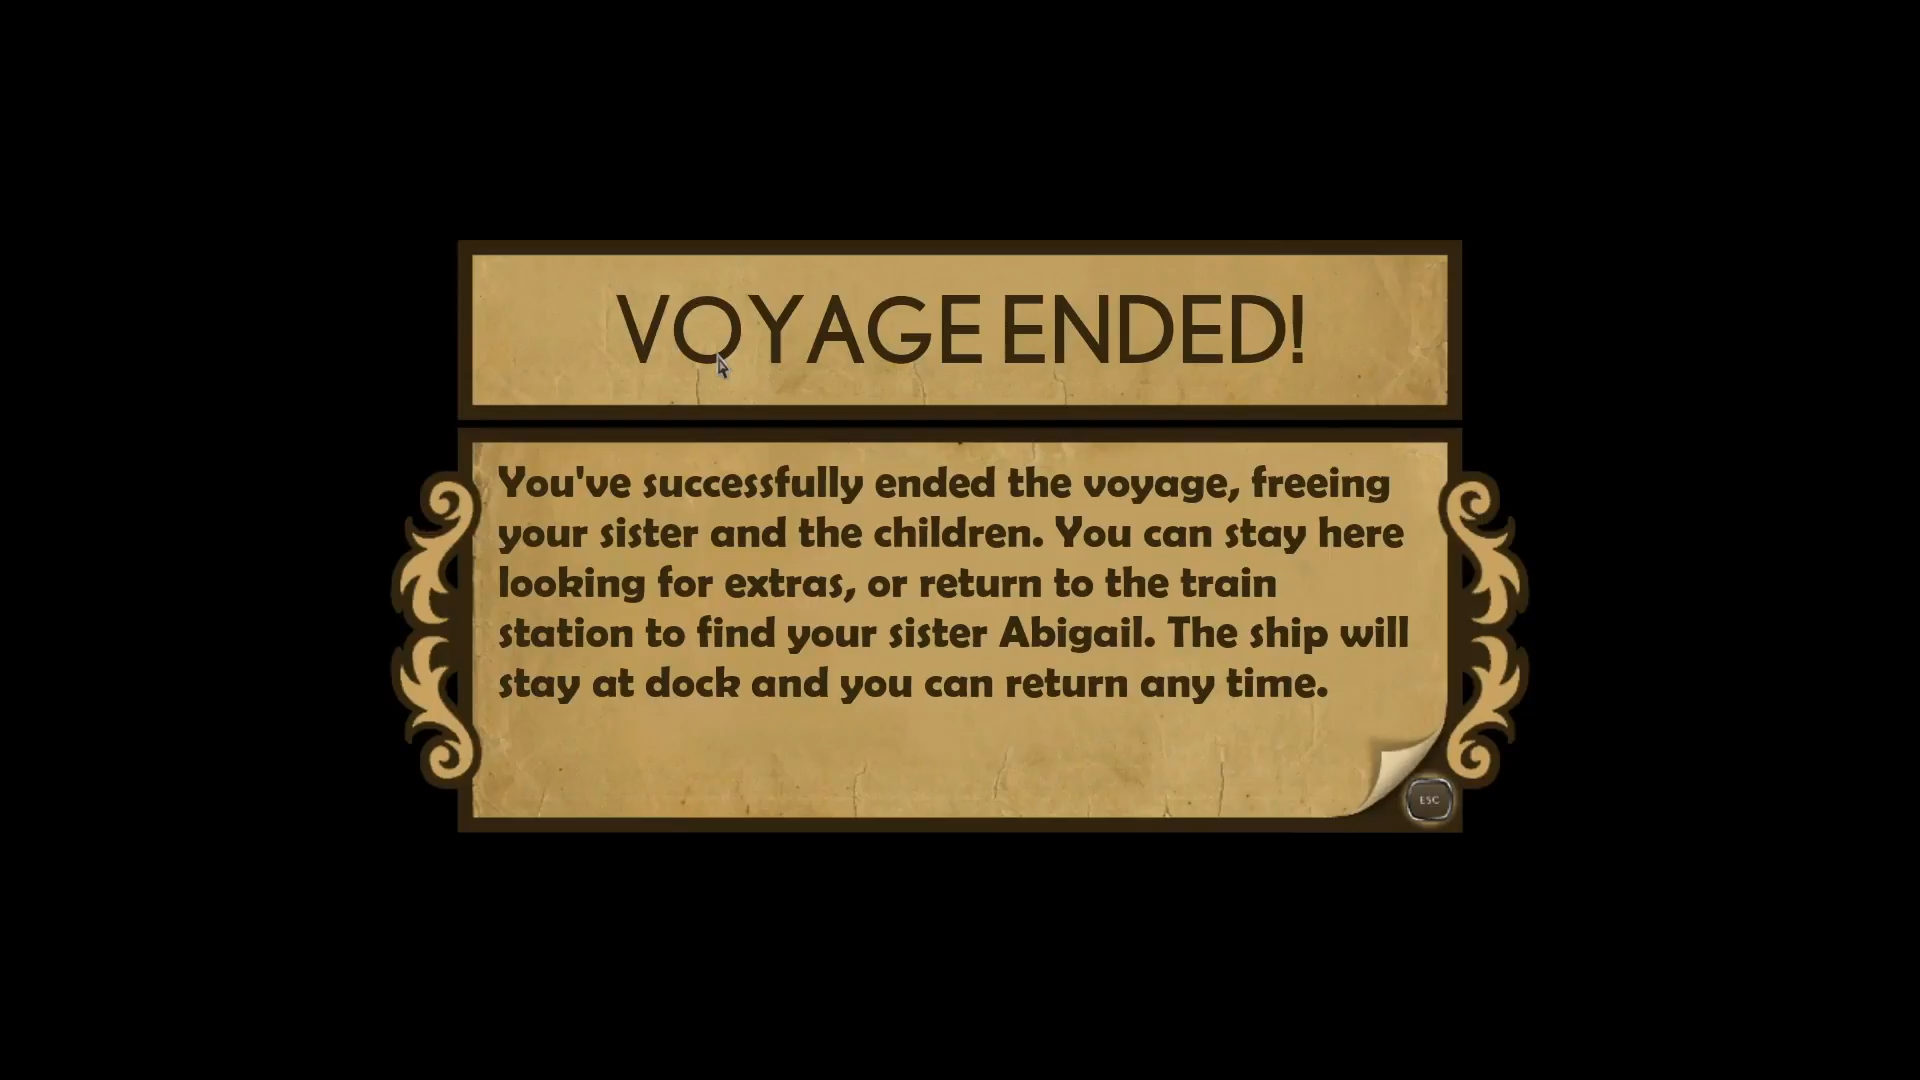 VOYAGE ENDED!
You've successfully ended the voyage, freeing
your sister and the children. You can stay here
looking for extras, or return to the train
station to find your sister Abigail. The ship will
stay at dock and you can return any time.
ESC